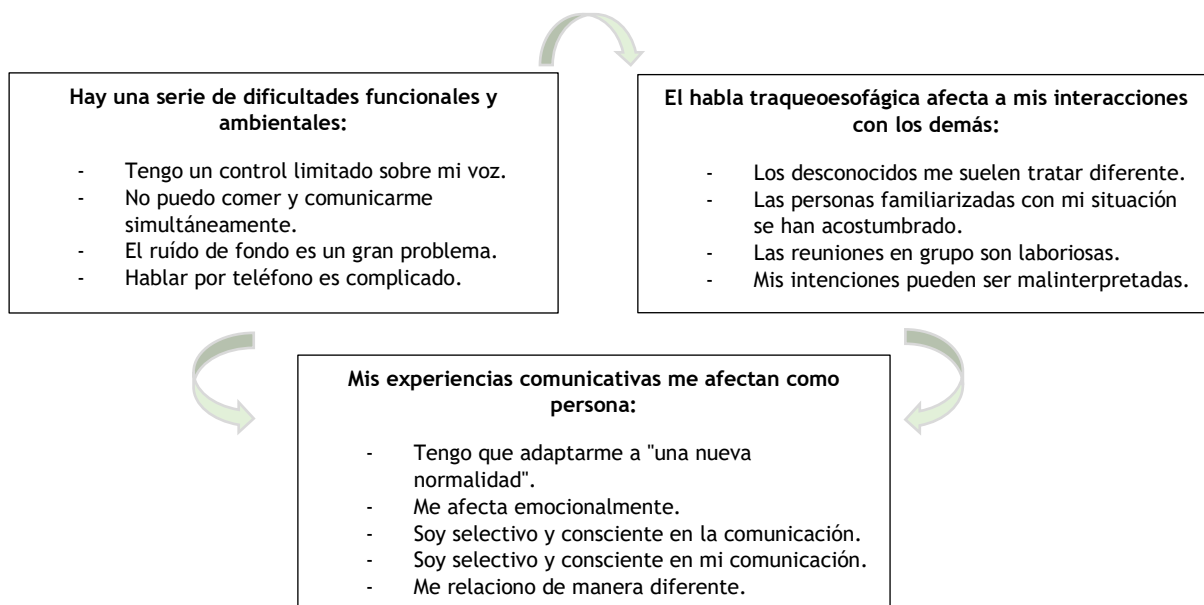 Hay una serie de dificultades funcionales y
ambientales:
- Tengo un control limitado sobre mi voz.
- No puedo comer y comunicarme
simultáneamente.
- El ruído de fondo es un gran problema.
- Hablar por teléfono es complicado.
El habla traqueoesofágica afecta a mis interacciones
con los demás:
- Los desconocidos me suelen tratar diferente.
- Las personas familiarizadas con mi situación
se han acostumbrado.
- Las reuniones en grupo son laboriosas.
- Mis intenciones pueden ser malinterpretadas.
Mis experiencias comunicativas me afectan como
persona:
- Tengo que adaptarme a "una nueva
normalidad".
- Me afecta emocionalmente.
- Soy selectivo y consciente en la comunicación.
- Soy selectivo y consciente en mi comunicación.
- Me relaciono de manera diferente.